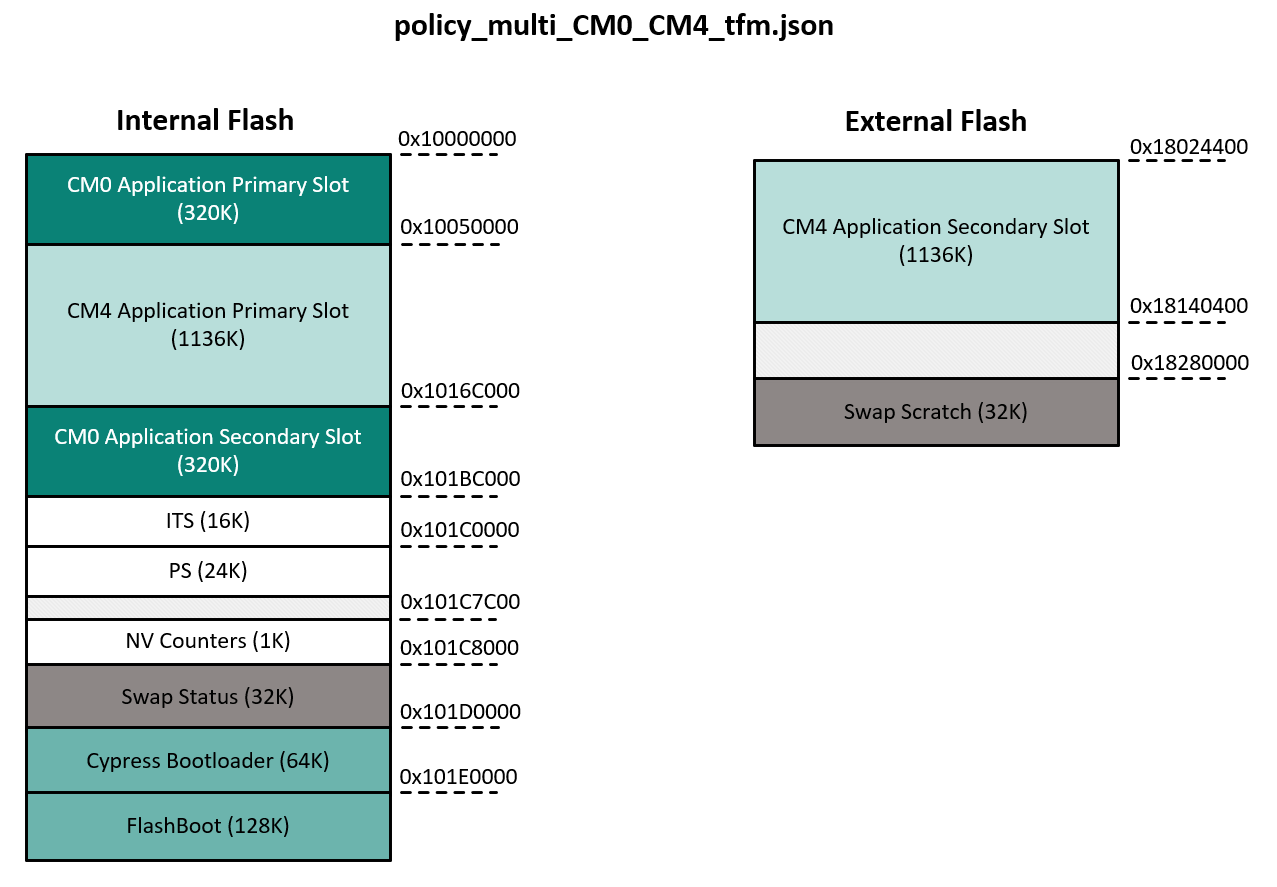 policy_multi_CM0_CM4_tfm.json
Internal Flash
0x10000000
CM0 Application Primary Slot
(320K)
0x10050000
CM4 Application Primary Slot
(1136K)
0x1016C000
CM0 Application Secondary Slot
(320K)
0x101BC000
ITS (16K)
0x101C0000
PS (24K)
0x101C7C00
NV Counters (1K)
0x101C8000
Swap Status (32K)
0x101D0000
Cypress Bootloader (64K)
0x101E0000
FlashBoot (128K)
External Flash
0x18024400
CM4 Application Secondary Slot
(1136K)
0x18140400
0x18280000
Swap Scratch (32K)